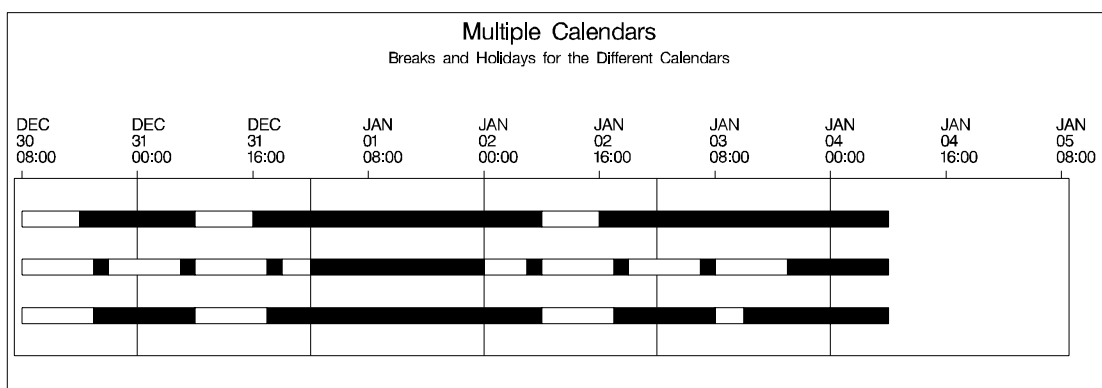 Multiple Calendars
Breaks and Holidays for the Different Calendars
DEC DEC DEC JAN JAN JAN JAN JAN JAN JAN
30 31 31 01 02 02 03 04 04 05
08:00 00:00 16:00 08:00 00:00 16:00 08:00 00:00 16:00 08:00